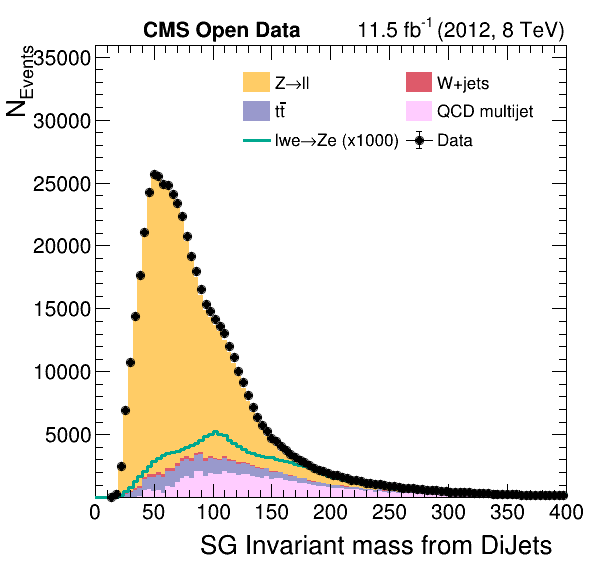 CMS Open Data 11.5 fb⁻¹ (2012, 8 TeV)
N_Events
35000
30000
25000
20000
15000
10000
5000
0
Z→ll
W+jets
tt̄
QCD multijet
lwe→Ze (x1000)
Data
0 50 100 150 200 250 300 350 400
SG Invariant mass from DiJets